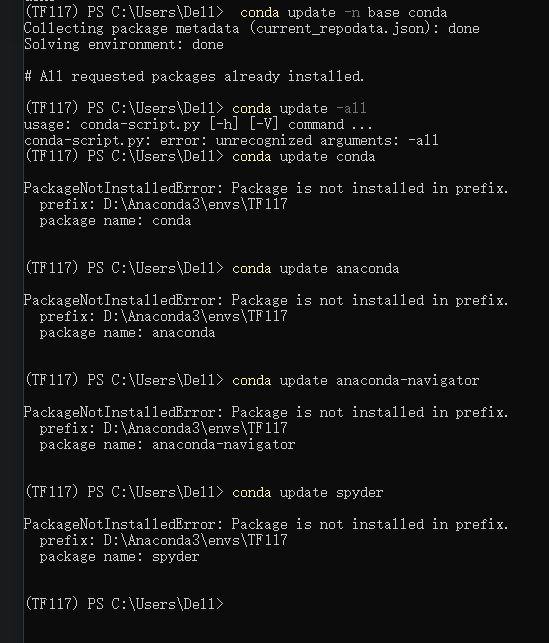 (TF117) PS C:\Users\Dell>  conda update -n base conda
Collecting package metadata (current_repodata.json): done
Solving environment: done
# All requested packages already installed.
(TF117) PS C:\Users\Dell> conda update -all
usage: conda-script.py [-h] [-V] command ...
conda-script.py: error: unrecognized arguments: -all
(TF117) PS C:\Users\Dell> conda update conda
PackageNotInstalledError: Package is not installed in prefix.
  prefix: D:\Anaconda3\envs\TF117
  package name: conda
(TF117) PS C:\Users\Dell> conda update anaconda
PackageNotInstalledError: Package is not installed in prefix.
  prefix: D:\Anaconda3\envs\TF117
  package name: anaconda
(TF117) PS C:\Users\Dell> conda update anaconda-navigator
PackageNotInstalledError: Package is not installed in prefix.
  prefix: D:\Anaconda3\envs\TF117
  package name: anaconda-navigator
(TF117) PS C:\Users\Dell> conda update spyder
PackageNotInstalledError: Package is not installed in prefix.
  prefix: D:\Anaconda3\envs\TF117
  package name: spyder
(TF117) PS C:\Users\Dell>